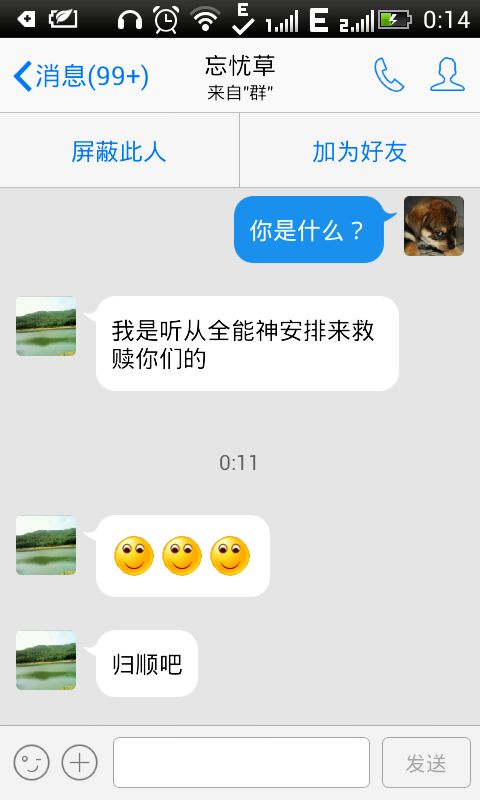 E E 2 0:14
消息(99+)
忘忧草
来自"群"
屏蔽此人
加为好友
你是什么？
我是听从全能神安排来救
赎你们的
0:11
归顺吧
发送